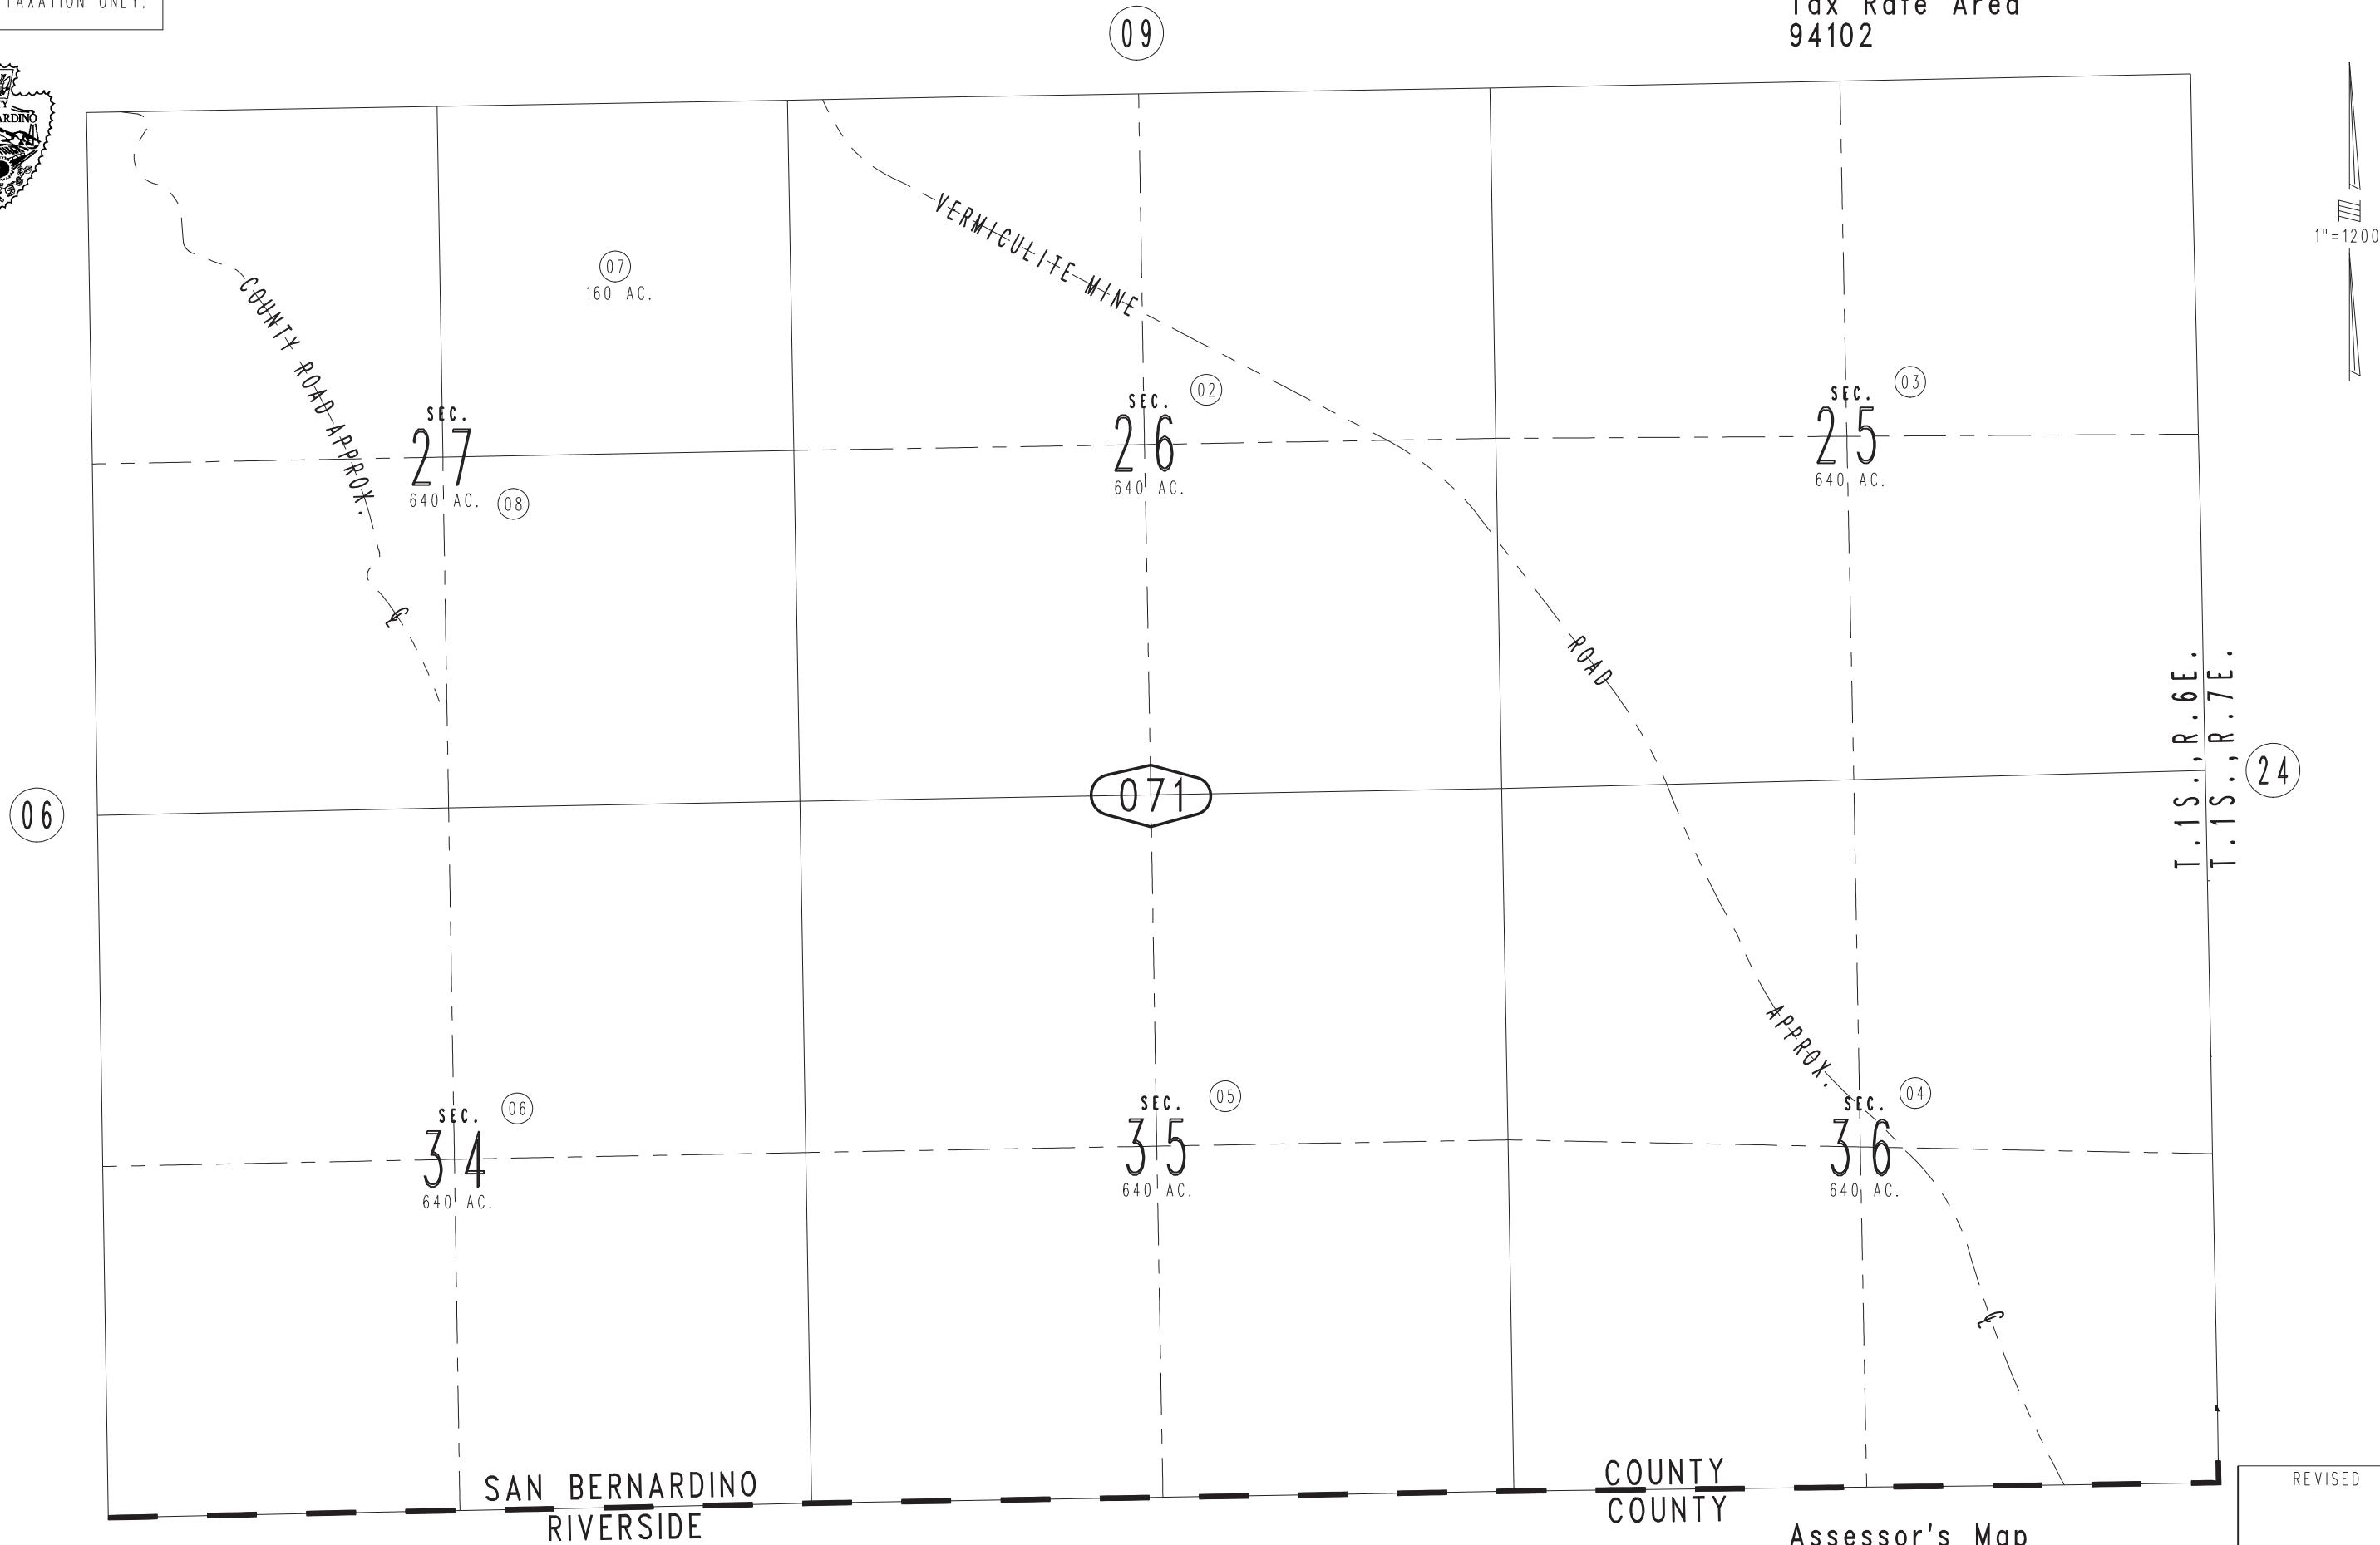 TAXATION ONLY.
09
Tax Rate Area
94102
ARDINO
1"=1200
VERMICULITE MINE
07
160 AC.
COUNTY ROAD APPROX.
SEC.
27
640 AC.
08
SEC.
02
26
640 AC.
SEC.
03
25
640 AC.
ROAD
T.1S.,R.6E.
T.1S.,R.7E.
06
071
24
APPROX.
SEC.
06
34
640 AC.
SEC.
05
35
640 AC.
SEC.
04
36
640 AC.
SAN BERNARDINO COUNTY
RIVERSIDE COUNTY
REVISED
Assessor's Map